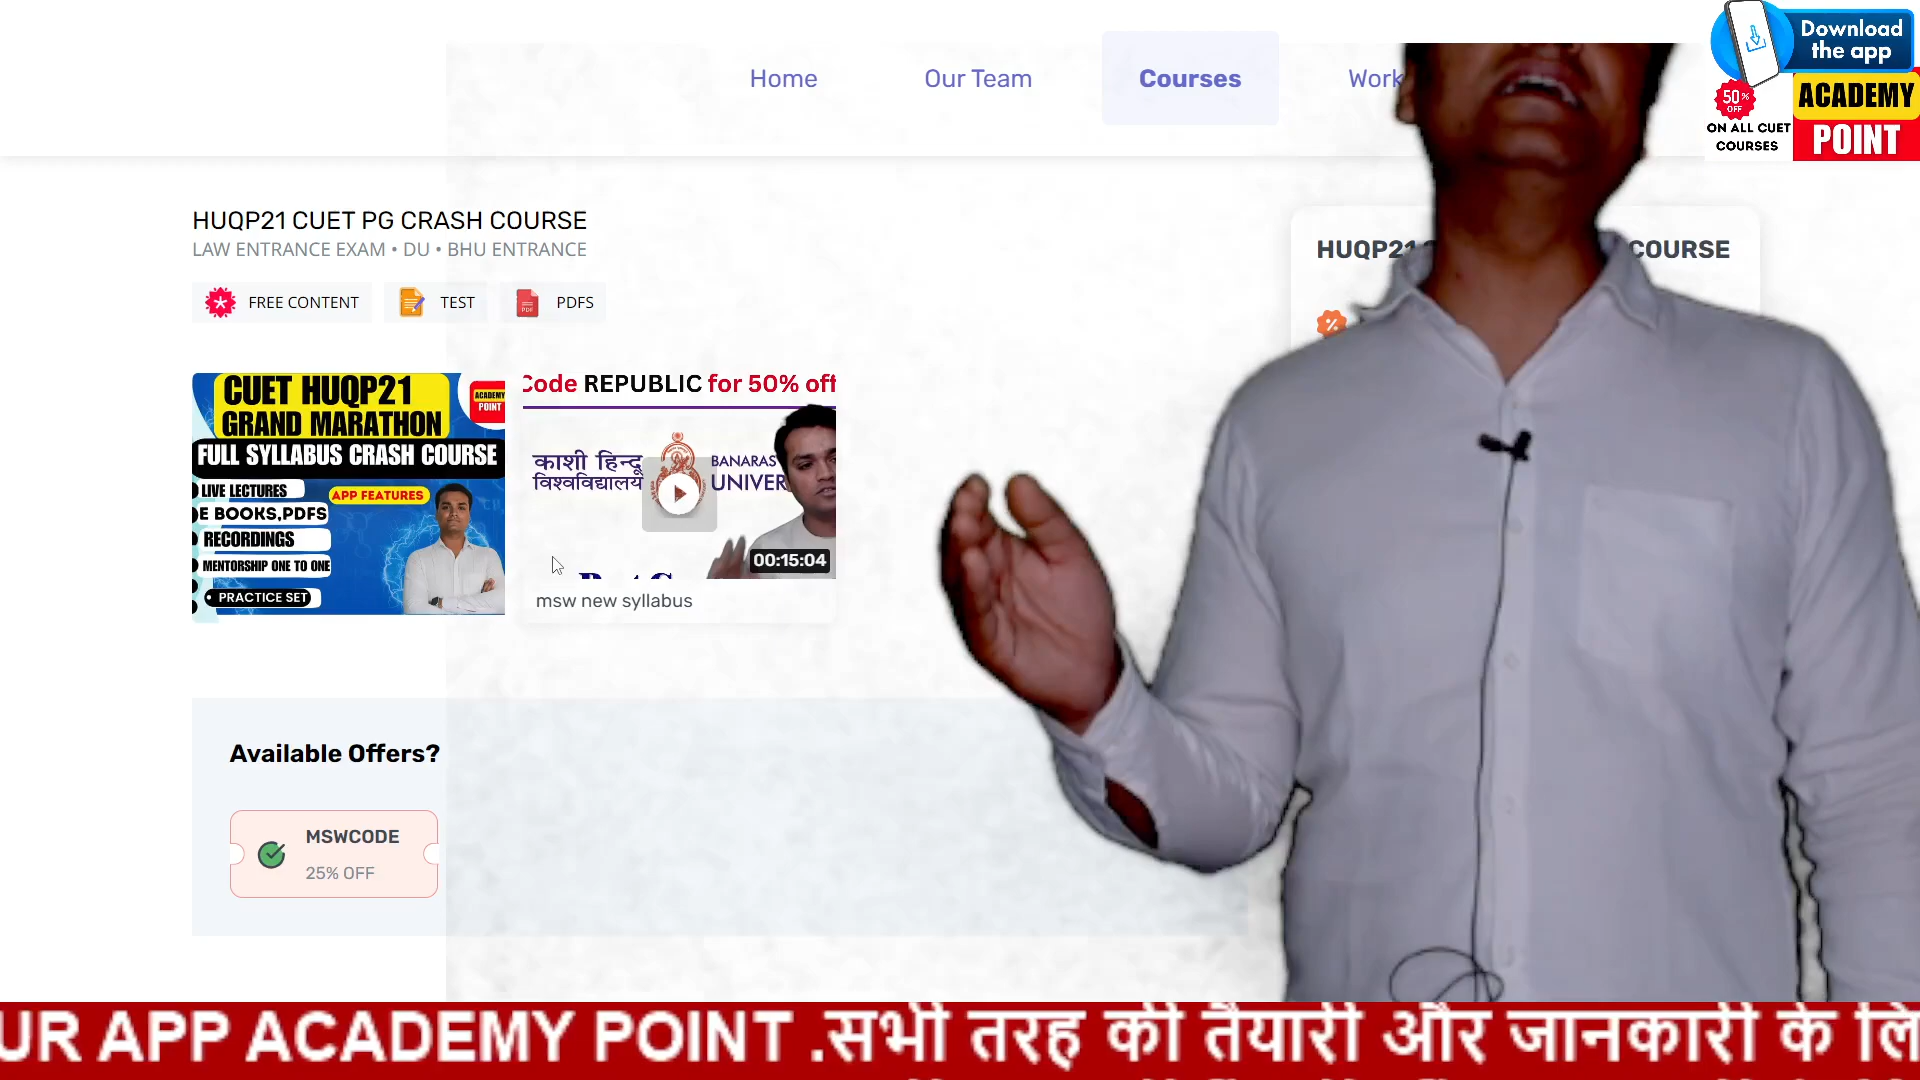 Home
Our Team
Courses
Work
Download
the app
50%
OFF
ON ALL CUET
COURSES
ACADEMY
POINT
HUQP21 CUET PG CRASH COURSE
LAW ENTRANCE EXAM • DU • BHU ENTRANCE
FREE CONTENT
TEST
PDFS
HUQP21
COURSE
CUET HUQP21
GRAND MARATHON
FULL SYLLABUS CRASH COURSE
ACADEMY
POINT
LIVE LECTURES
APP FEATURES
E BOOKS,PDFS
RECORDINGS
MENTORSHIP ONE TO ONE
• PRACTICE SET
Code REPUBLIC for 50% off
काशी हिन्दू
विश्वविद्यालय
BANARAS
UNIVER
00:15:04
msw new syllabus
Available Offers?
MSWCODE
25% OFF
UR APP ACADEMY POINT .सभी तरह की तैयारी और जानकारी के लि